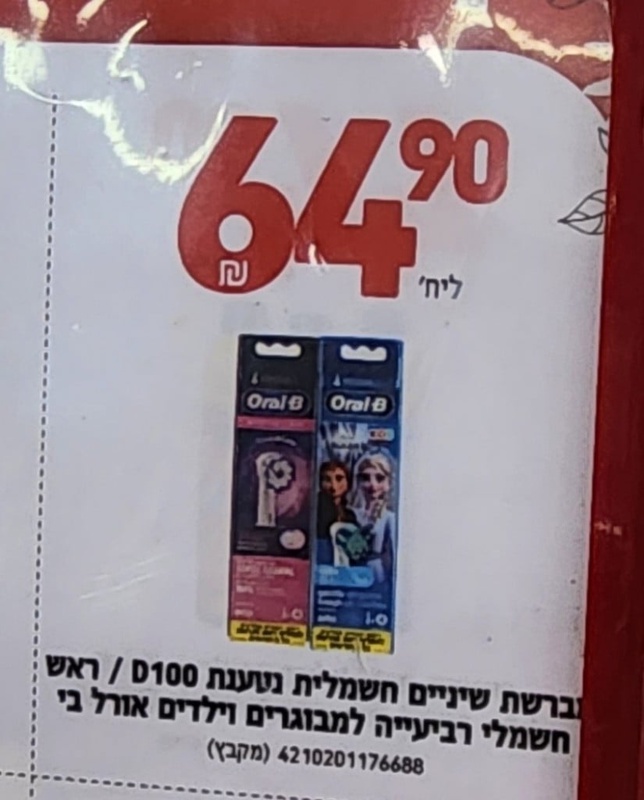 64.90
₪
ליח'
Oral-B Oral-B
מברשת שיניים חשמלית נטענת D100 / ראש
חשמלי רביעייה למבוגרים וילדים אורל בי
4210201176688 (מקבץ)